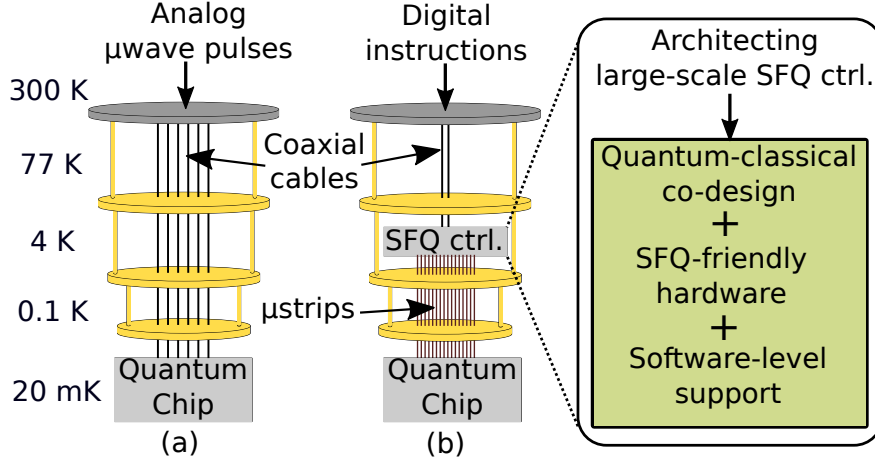 Analog
μwave pulses
Digital
instructions
Architecting
large-scale SFQ ctrl.
300 K
77 K
4 K
0.1 K
20 mK
Coaxial
cables
SFQ ctrl.
μstrips
Quantum
Chip
(a)
Quantum
Chip
(b)
Quantum-classical
co-design
+
SFQ-friendly
hardware
+
Software-level
support